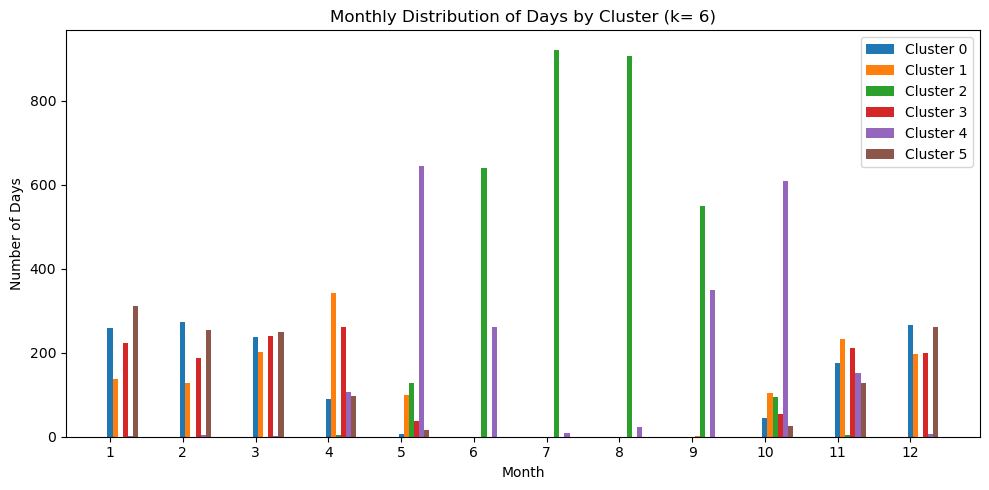 Monthly Distribution of Days by Cluster (k= 6)
Number of Days
800
600
400
200
0
Cluster 0
Cluster 1
Cluster 2
Cluster 3
Cluster 4
Cluster 5
1 2 3 4 5 6 7 8 9 10 11 12
Month